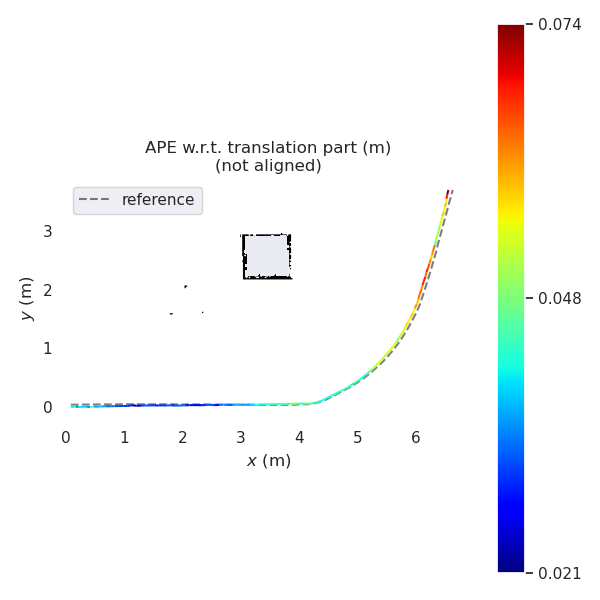 APE w.r.t. translation part (m)
(not aligned)
reference
3
2
1
0
y (m)
0 1 2 3 4 5 6
x (m)
0.074
0.048
0.021